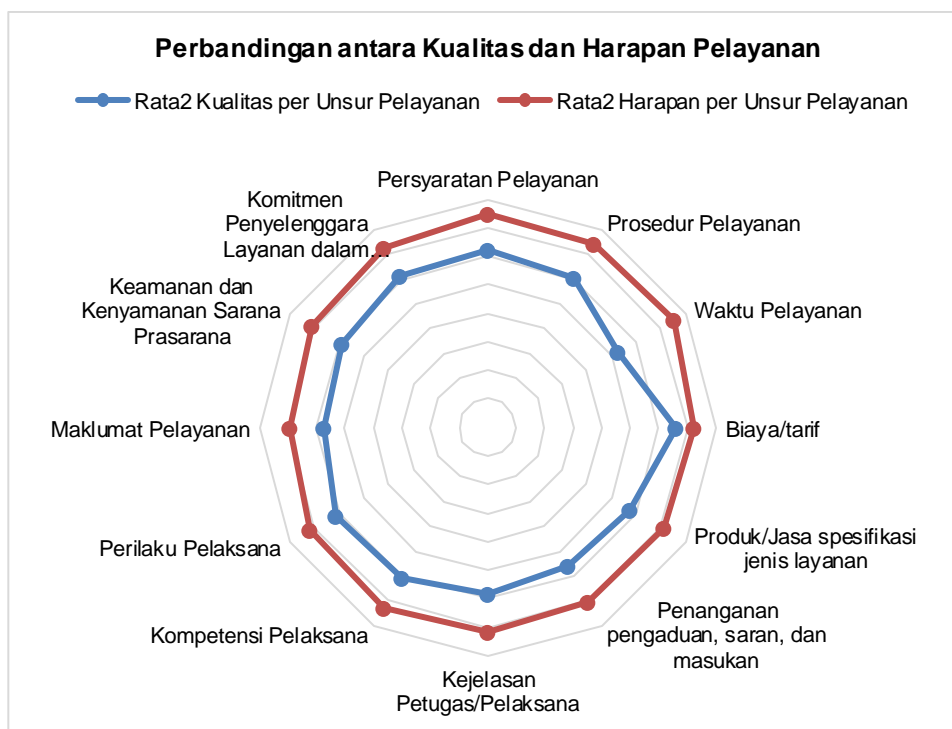 Perbandingan antara Kualitas dan Harapan Pelayanan
Rata2 Kualitas per Unsur Pelayanan
Rata2 Harapan per Unsur Pelayanan
Persyaratan Pelayanan
Prosedur Pelayanan
Waktu Pelayanan
Biaya/tarif
Produk/Jasa spesifikasi
jenis layanan
Penanganan
pengaduan, saran, dan
masukan
Kejelasan
Petugas/Pelaksana
Kompetensi Pelaksana
Perilaku Pelaksana
Maklumat Pelayanan
Keamanan dan
Kenyamanan Sarana
Prasarana
Komitmen
Penyelenggara
Layanan dalam…